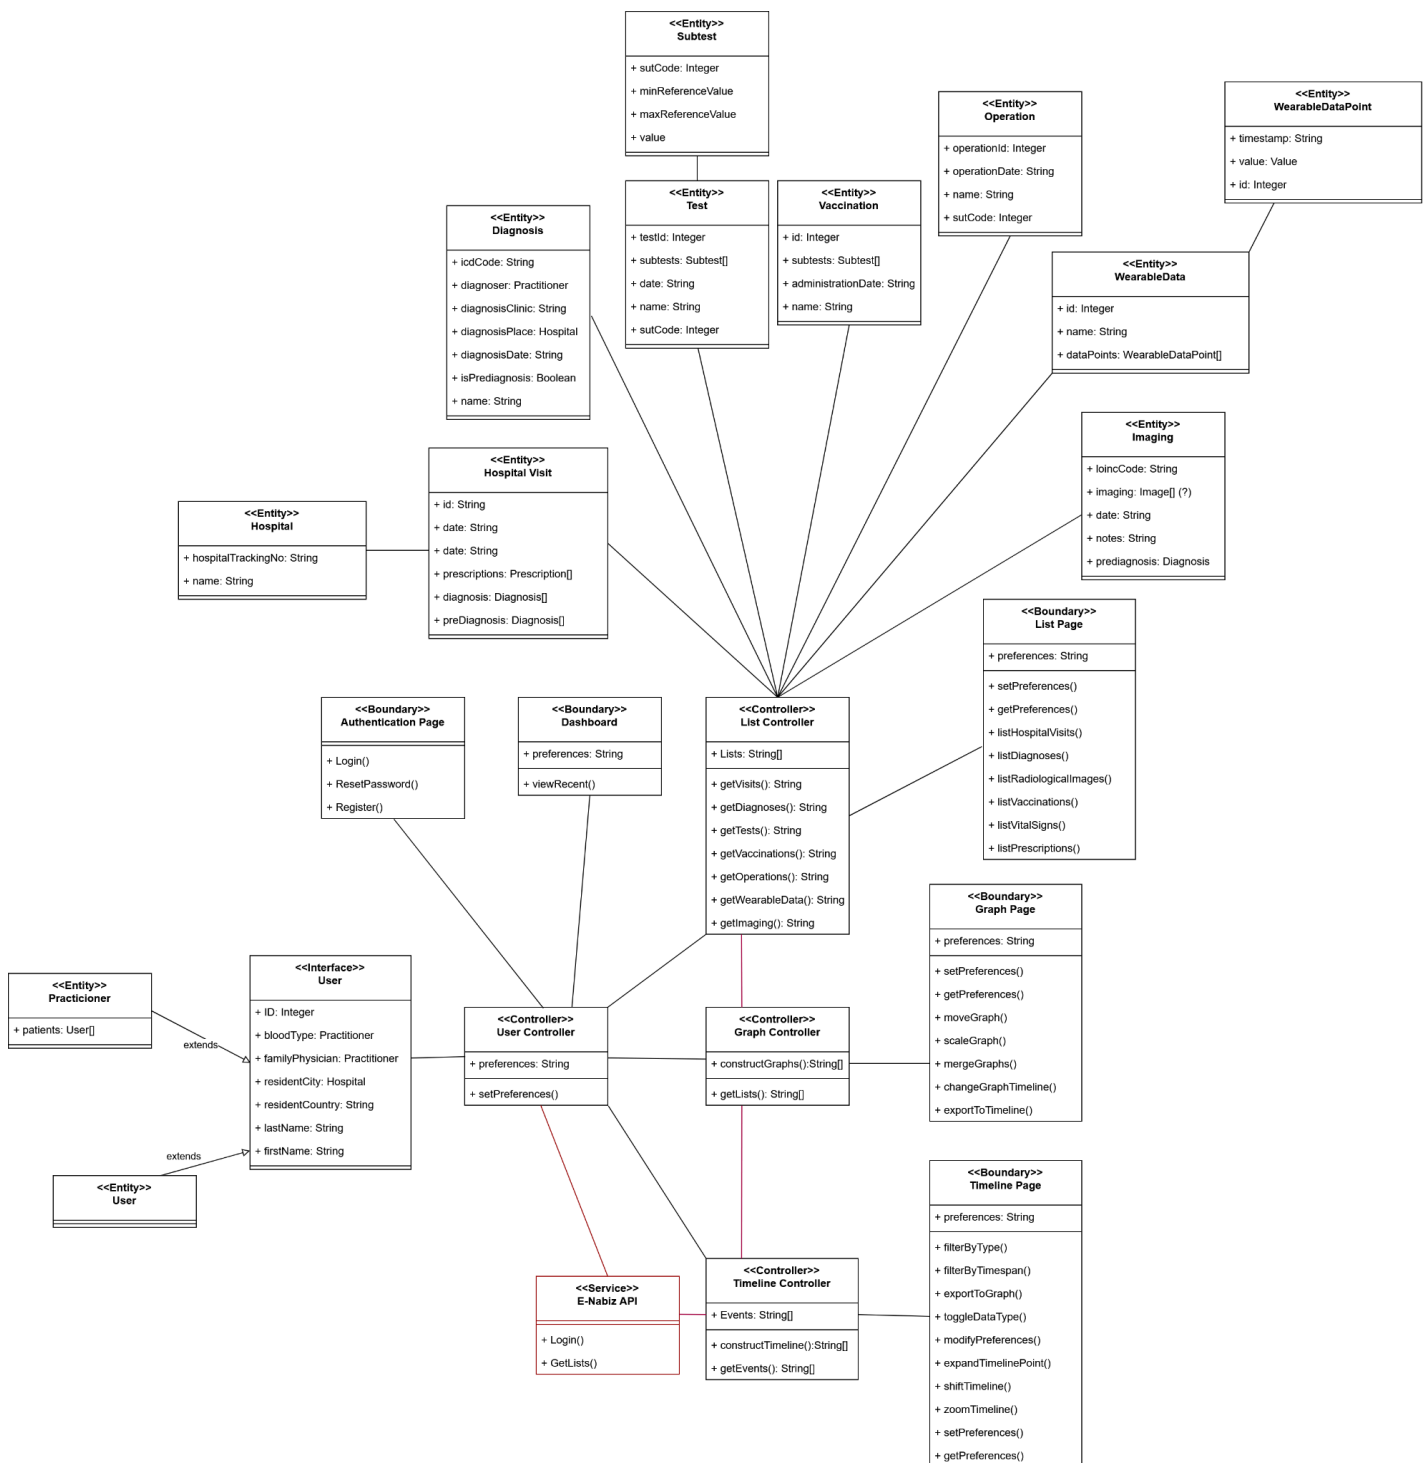 <<Entity>>
Subtest
+ sutCode: Integer
+ minReferenceValue
+ maxReferenceValue
+ value
<<Entity>>
Operation
+ operationId: Integer
+ operationDate: String
+ name: String
+ sutCode: Integer
<<Entity>>
WearableDataPoint
+ timestamp: String
+ value: Value
+ id: Integer
<<Entity>>
Diagnosis
+ icdCode: String
+ diagnoser: Practitioner
+ diagnosisClinic: String
+ diagnosisPlace: Hospital
+ diagnosisDate: String
+ isPrediagnosis: Boolean
+ name: String
<<Entity>>
Test
+ testId: Integer
+ subtests: Subtest[]
+ date: String
+ name: String
+ sutCode: Integer
<<Entity>>
Vaccination
+ id: Integer
+ subtests: Subtest[]
+ administrationDate: String
+ name: String
<<Entity>>
WearableData
+ id: Integer
+ name: String
+ dataPoints: WearableDataPoint[]
<<Entity>>
Imaging
+ loincCode: String
+ imaging: Image[] (?)
+ date: String
+ notes: String
+ prediagnosis: Diagnosis
<<Entity>>
Hospital
+ hospitalTrackingNo: String
+ name: String
<<Entity>>
Hospital Visit
+ id: String
+ date: String
+ date: String
+ prescriptions: Prescription[]
+ diagnosis: Diagnosis[]
+ preDiagnosis: Diagnosis[]
<<Boundary>>
List Page
+ preferences: String
+ setPreferences()
+ getPreferences()
+ listHospitalVisits()
+ listDiagnoses()
+ listRadiologicalImages()
+ listVaccinations()
+ listVitalSigns()
+ listPrescriptions()
<<Boundary>>
Authentication Page
+ Login()
+ ResetPassword()
+ Register()
<<Boundary>>
Dashboard
+ preferences: String
+ viewRecent()
<<Controller>>
List Controller
+ Lists: String[]
+ getVisits(): String
+ getDiagnoses(): String
+ getTests(): String
+ getVaccinations(): String
+ getOperations(): String
+ getWearableData(): String
+ getImaging(): String
<<Boundary>>
Graph Page
+ preferences: String
+ setPreferences()
+ getPreferences()
+ moveGraph()
+ scaleGraph()
+ mergeGraphs()
+ changeGraphTimeline()
+ exportToTimeline()
<<Entity>>
Practicioner
+ patients: User[]
extends
<<Interface>>
User
+ ID: Integer
+ bloodType: Practitioner
+ familyPhysician: Practitioner
+ residentCity: Hospital
+ residentCountry: String
+ lastName: String
+ firstName: String
<<Controller>>
User Controller
+ preferences: String
+ setPreferences()
<<Controller>>
Graph Controller
+ constructGraphs():String[]
+ getLists(): String[]
extends
<<Entity>>
User
<<Service>>
E-Nabiz API
+ Login()
+ GetLists()
<<Controller>>
Timeline Controller
+ Events: String[]
+ constructTimeline():String[]
+ getEvents(): String[]
<<Boundary>>
Timeline Page
+ preferences: String
+ filterByType()
+ filterByTimespan()
+ exportToGraph()
+ toggleDataType()
+ modifyPreferences()
+ expandTimelinePoint()
+ shiftTimeline()
+ zoomTimeline()
+ setPreferences()
+ getPreferences()